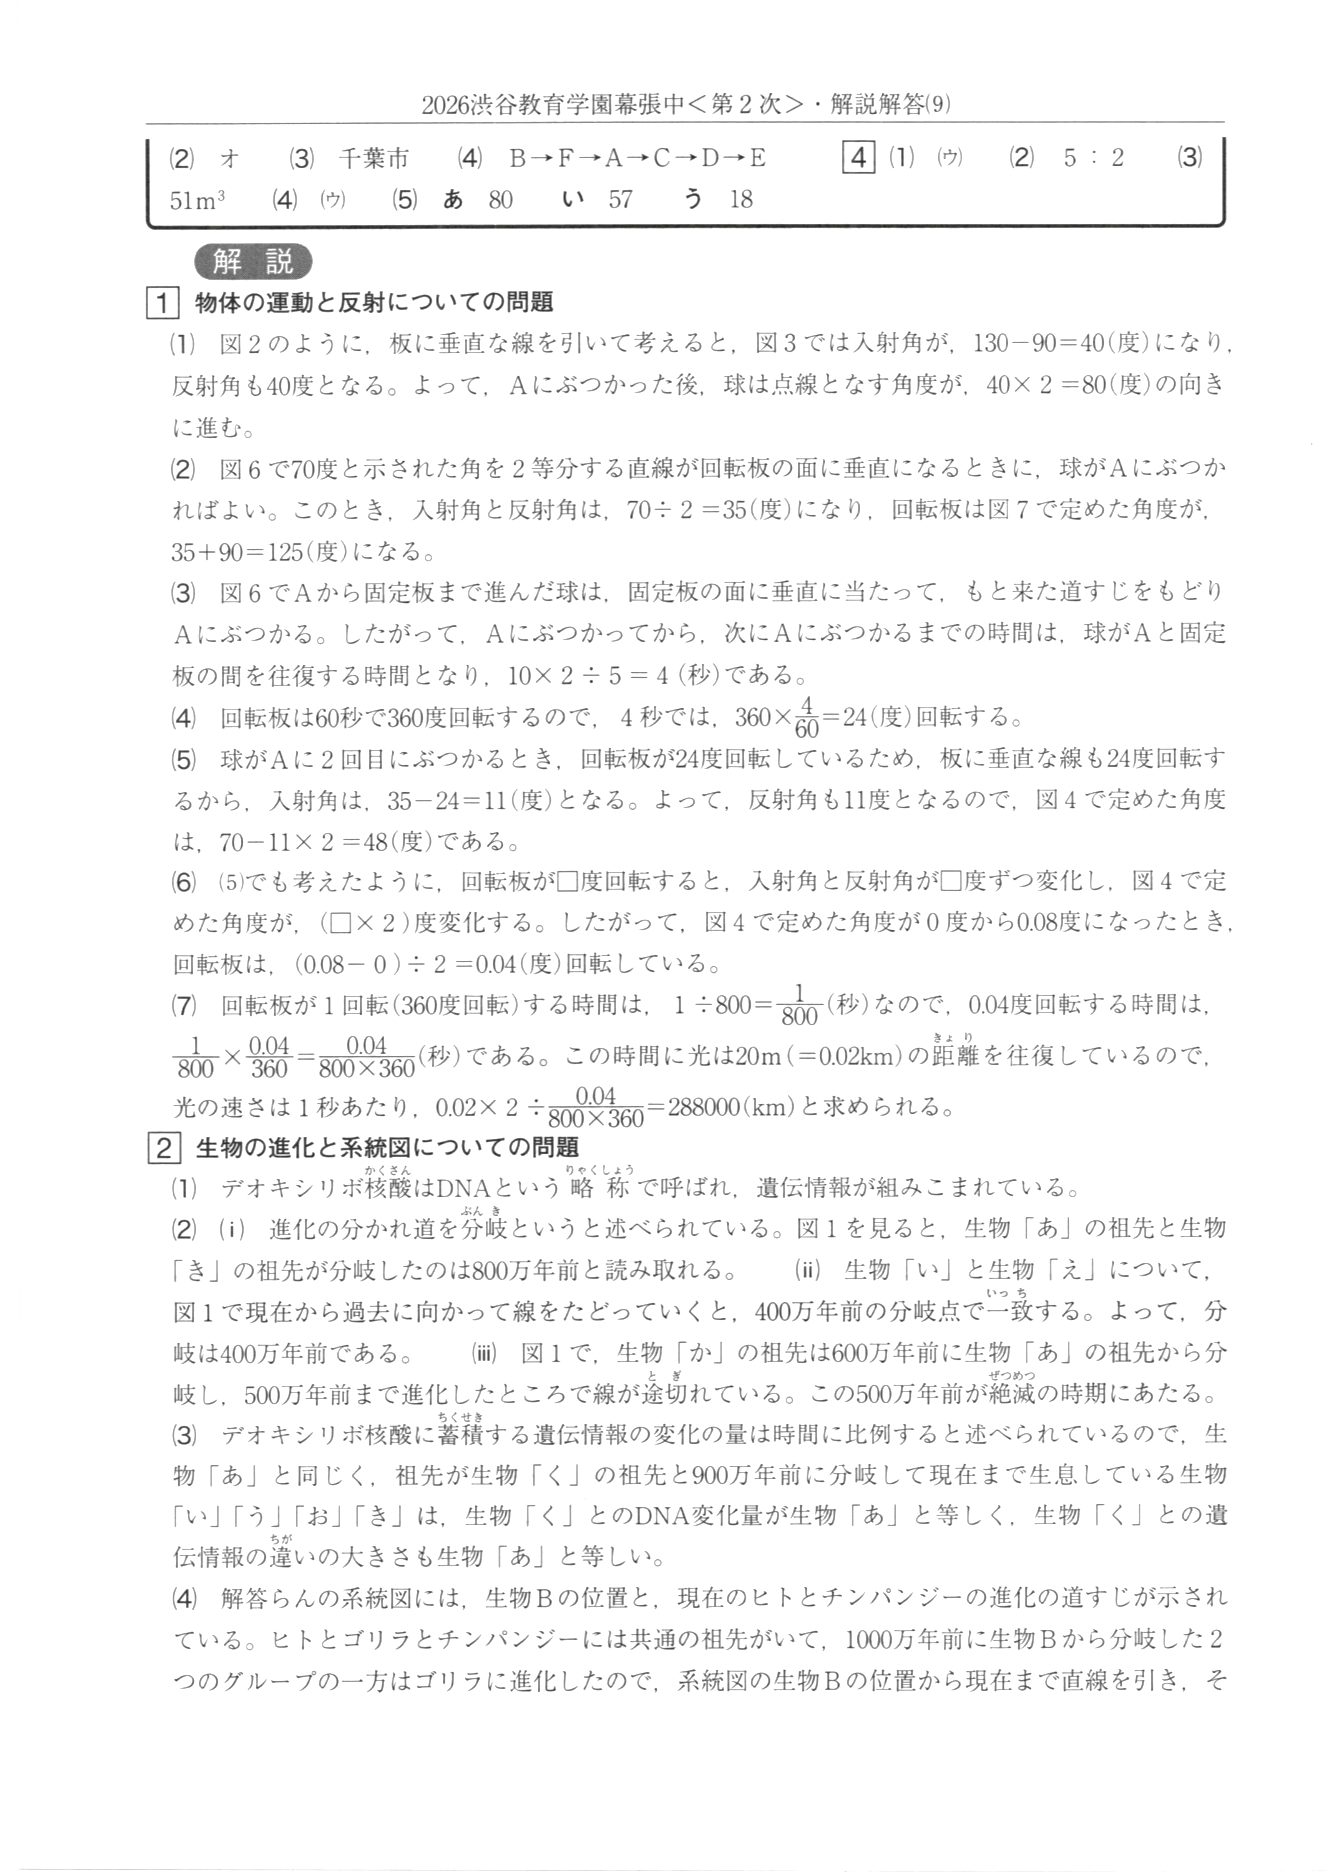 2026渋谷教育学園幕張中＜第２次＞・解説解答(9)
(2)　オ　　(3)　千葉市　　(4)　Ｂ→Ｆ→Ａ→Ｃ→Ｄ→Ｅ　　　4　(1)　(ウ)　　(2)　５：２　　(3)
51m³　　(4)　(ウ)　　(5)　あ　80　　い　57　　う　18
解説
1　物体の運動と反射についての問題
(1)　図２のように，板に垂直な線を引いて考えると，図３では入射角が，130－90＝40(度)になり，
反射角も40度となる。よって，Ａにぶつかった後，球は点線となす角度が，40×２＝80(度)の向き
に進む。
(2)　図６で70度と示された角を２等分する直線が回転板の面に垂直になるときに，球がＡにぶつか
ればよい。このとき，入射角と反射角は，70÷２＝35(度)になり，回転板は図７で定めた角度が，
35＋90＝125(度)になる。
(3)　図６でＡから固定板まで進んだ球は，固定板の面に垂直に当たって，もと来た道すじをもどり
Ａにぶつかる。したがって，Ａにぶつかってから，次にＡにぶつかるまでの時間は，球がＡと固定
板の間を往復する時間となり，10×２÷５＝４(秒)である。
(4)　回転板は60秒で360度回転するので，４秒では，360×4/60＝24(度)回転する。
(5)　球がＡに２回目にぶつかるとき，回転板が24度回転しているため，板に垂直な線も24度回転す
るから，入射角は，35－24＝11(度)となる。よって，反射角も11度となるので，図４で定めた角度
は，70－11×２＝48(度)である。
(6)　(5)でも考えたように，回転板が□度回転すると，入射角と反射角が□度ずつ変化し，図４で定
めた角度が，(□×２)度変化する。したがって，図４で定めた角度が０度から0.08度になったとき，
回転板は，(0.08－０)÷２＝0.04(度)回転している。
(7)　回転板が１回転(360度回転)する時間は，１÷800＝1/800(秒)なので，0.04度回転する時間は，
1/800×0.04/360＝0.04/800×360(秒)である。この時間に光は20m(＝0.02km)の距離きょりを往復しているので，
光の速さは１秒あたり，0.02×２÷0.04/800×360＝288000(km)と求められる。
2　生物の進化と系統図についての問題
(1)　デオキシリボ核酸かくさんはDNAという略称りゃくしょうで呼ばれ，遺伝情報が組みこまれている。
(2)　(i)　進化の分かれ道を分岐ぶんきというと述べられている。図１を見ると，生物「あ」の祖先と生物
「き」の祖先が分岐したのは800万年前と読み取れる。　　(ii)　生物「い」と生物「え」について，
図１で現在から過去に向かって線をたどっていくと，400万年前の分岐点で一致いっちする。よって，分
岐は400万年前である。　　(iii)　図１で，生物「か」の祖先は600万年前に生物「あ」の祖先から分
岐し，500万年前まで進化したところで線が途切とぎれている。この500万年前が絶滅ぜつめつの時期にあたる。
(3)　デオキシリボ核酸に蓄積ちくせきする遺伝情報の変化の量は時間に比例すると述べられているので，生
物「あ」と同じく，祖先が生物「く」の祖先と900万年前に分岐して現在まで生息している生物
「い」「う」「お」「き」は，生物「く」とのDNA変化量が生物「あ」と等しく，生物「く」との遺
伝情報の違ちがいの大きさも生物「あ」と等しい。
(4)　解答らんの系統図には，生物Ｂの位置と，現在のヒトとチンパンジーの進化の道すじが示され
ている。ヒトとゴリラとチンパンジーには共通の祖先がいて，1000万年前に生物Ｂから分岐した２
つのグループの一方はゴリラに進化したので，系統図の生物Ｂの位置から現在まで直線を引き，そ